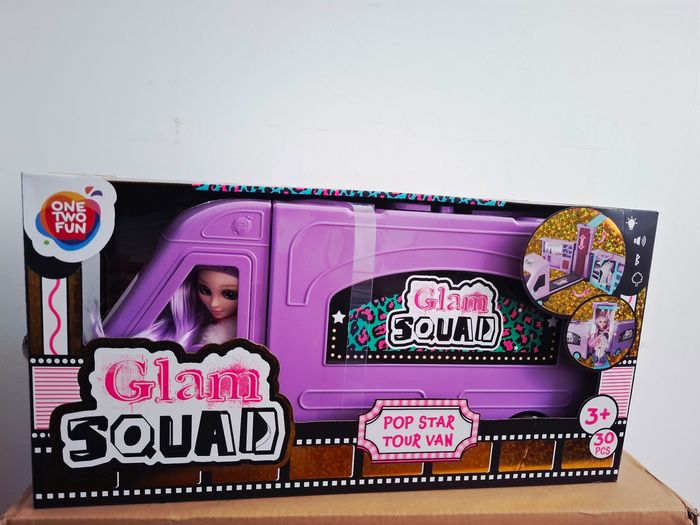 ONE
TWO
FUN
Glam
SQUAD
Glam
SQUAD
POP STAR
TOUR VAN
3+
30
PCS